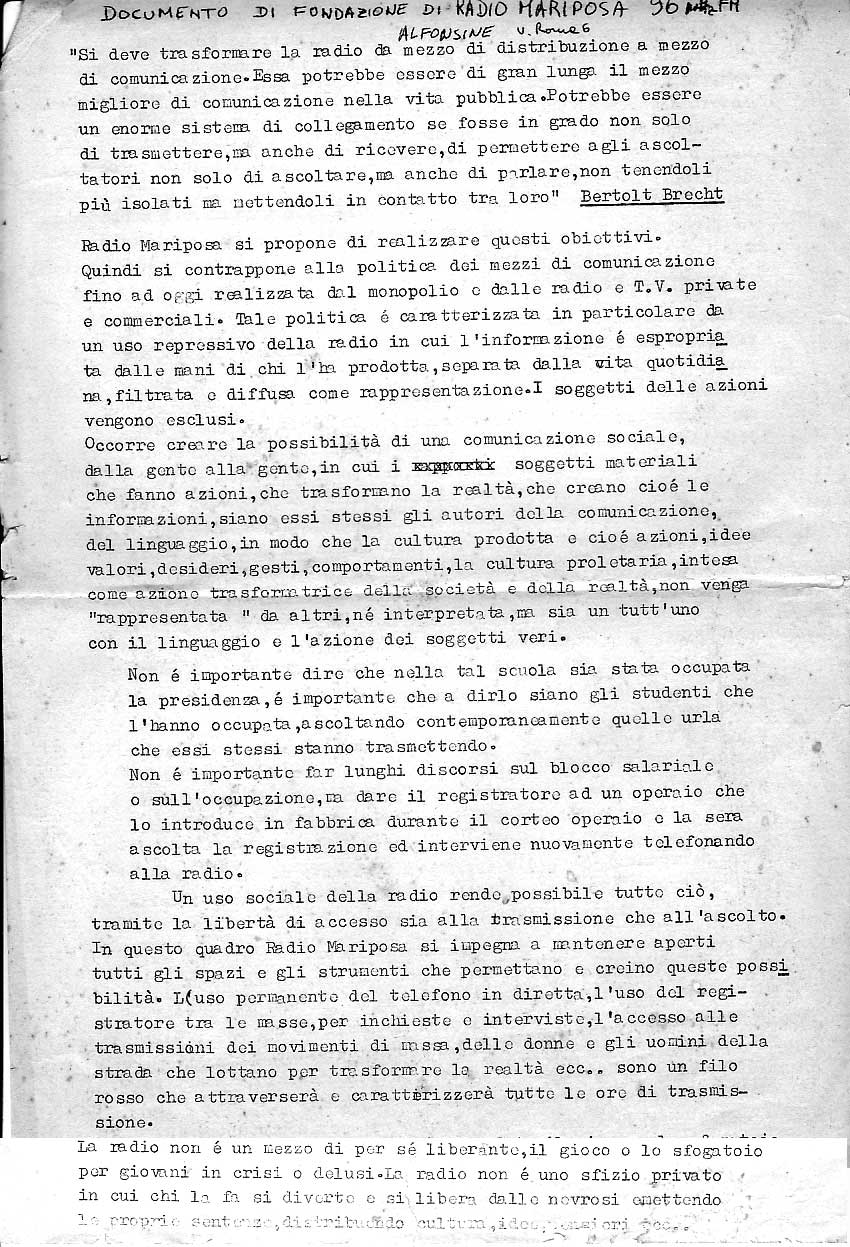 DOCUMENTO DI FONDAZIONE DI RADIO MARIPOSA 96 FM
ALFONSINE v. Roma 6
"Si deve trasformare la radio da mezzo di distribuzione a mezzo
di comunicazione.Essa potrebbe essere di gran lunga il mezzo
migliore di comunicazione nella vita pubblica.Potrebbe essere
un enorme sistema di collegamento se fosse in grado non solo
di trasmettere,ma anche di ricevere,di permettere agli ascol-
tatori non solo di ascoltare,ma anche di parlare,non tenendoli
più isolati ma mettendoli in contatto tra loro" Bertolt Brecht
Radio Mariposa si propone di realizzare questi obiettivi.
Quindi si contrappone alla politica dei mezzi di comunicazione
fino ad oggi realizzata dal monopolio e dalle radio e T.V. private
e commerciali. Tale politica é caratterizzata in particolare da
un uso repressivo della radio in cui l'informazione é espropria
ta dalle mani di chi l'ha prodotta,separata dalla vita quotidia
na,filtrata e diffusa come rappresentazione.I soggetti delle azioni
vengono esclusi.
Occorre creare la possibilità di una comunicazione sociale,
dalla gente alla gente,in cui i soggetti materiali
che fanno azioni,che trasformano la realtà,che creano cioé le
informazioni,siano essi stessi gli autori della comunicazione,
del linguaggio,in modo che la cultura prodotta e cioé azioni,idee
valori,desideri,gesti,comportamenti,la cultura proletaria,intesa
come azione trasformatrice della società e della realtà,non venga
"rappresentata " da altri,né interpretata,ma sia un tutt'uno
con il linguaggio e l'azione dei soggetti veri.
Non é importante dire che nella tal scuola sia stata occupata
la presidenza,é importante che a dirlo siano gli studenti che
l'hanno occupata,ascoltando contemporaneamente quelle urla
che essi stessi stanno trasmettendo.
Non é importante far lunghi discorsi sul blocco salariale
o sull'occupazione,ma dare il registratore ad un operaio che
lo introduce in fabbrica durante il corteo operaio e la sera
ascolta la registrazione ed interviene nuovamente telefonando
alla radio.
Un uso sociale della radio rende possibile tutto ciò,
tramite la libertà di accesso sia alla trasmissione che all'ascolto.
In questo quadro Radio Mariposa si impegna a mantenere aperti
tutti gli spazi e gli strumenti che permettano e creino queste possi
bilità. L(uso permanente del telefono in diretta,l'uso del regi-
stratore tra le masse,per inchieste e interviste,l'accesso alle
trasmissioni dei movimenti di massa,delle donne e gli uomini della
strada che lottano per trasformare la realtà ecc.. sono un filo
rosso che attraverserà e caratterizzerà tutte le ore di trasmis-
sione.
La radio non é un mezzo di per sé liberante,il gioco o lo sfogatoio
per giovani in crisi o delusi.La radio non é uno sfizio privato
in cui chi la fa si diverte e si libera dalle nevrosi emettendo
le proprie sentenze,distribuendo cultura,idee,pensieri ecc..